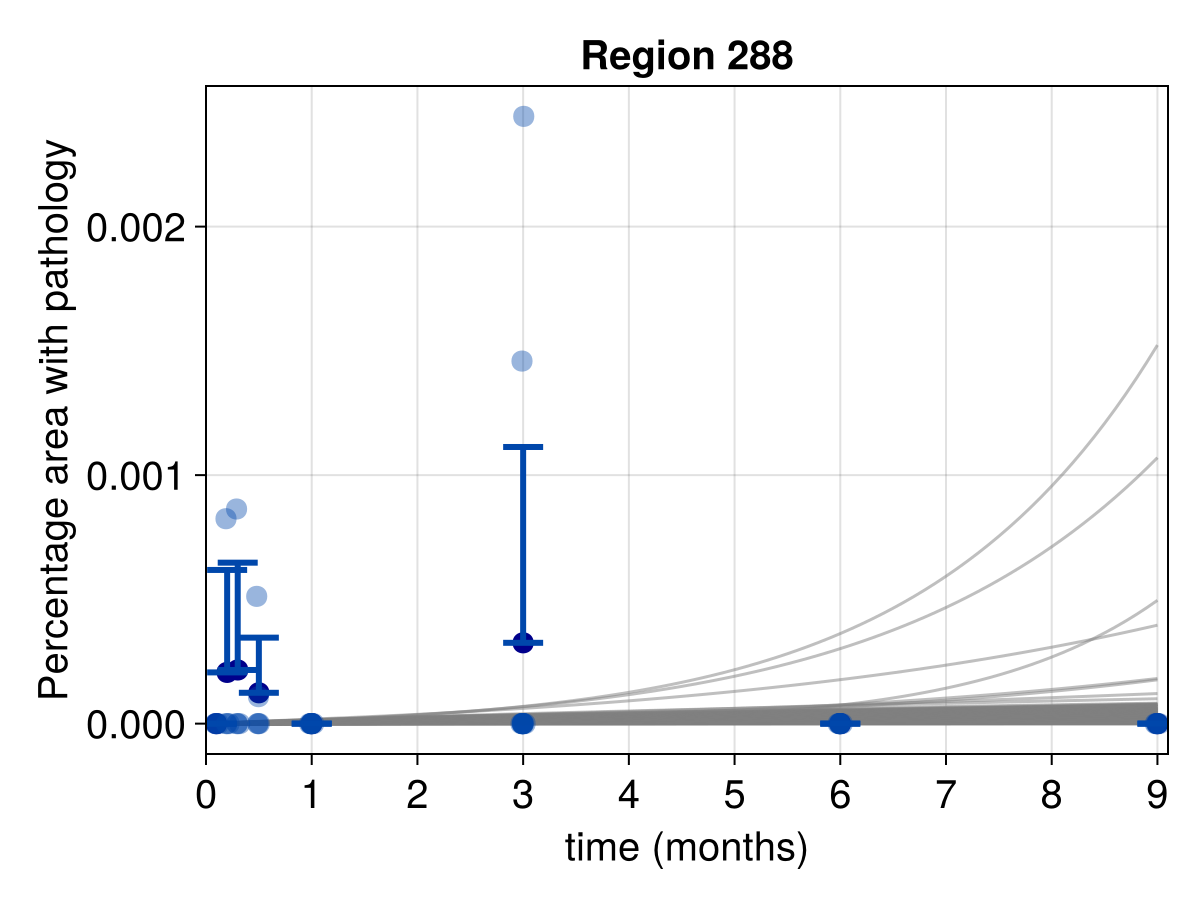 Region 288
Percentage area with pathology
0.002
0.001
0.000
0 1 2 3 4 5 6 7 8 9
time (months)